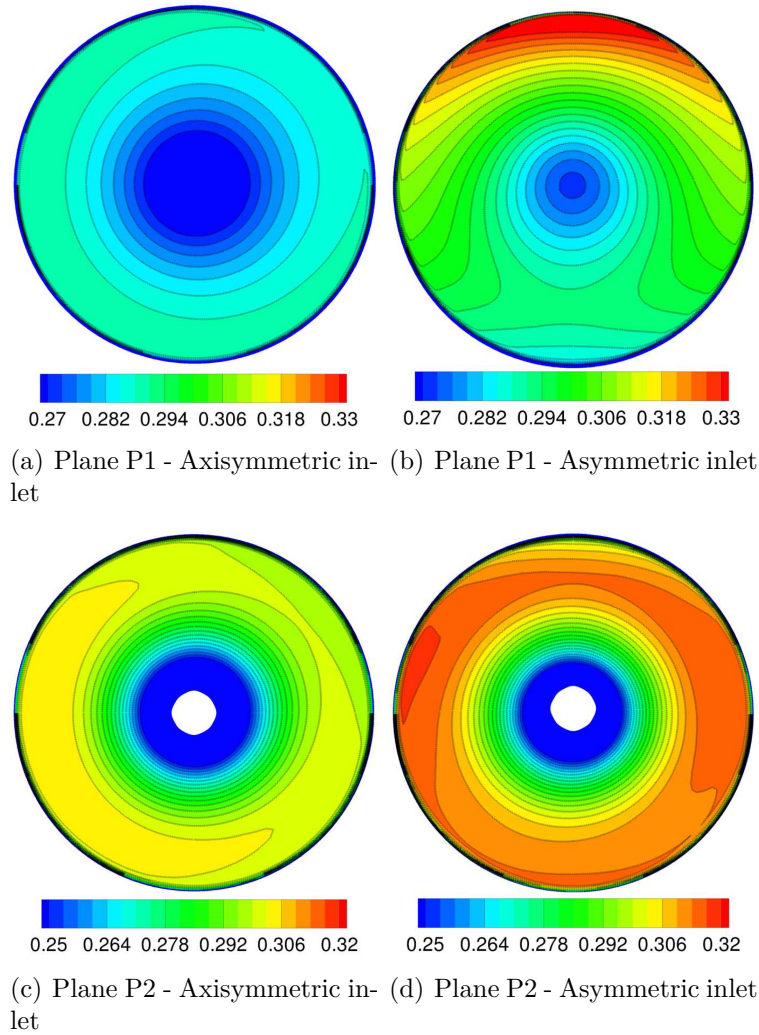 0.27 0.282 0.294 0.306 0.318 0.33
0.27 0.282 0.294 0.306 0.318 0.33
(a) Plane P1 - Axisymmetric in-
let
(b) Plane P1 - Asymmetric inlet
0.25 0.264 0.278 0.292 0.306 0.32
0.25 0.264 0.278 0.292 0.306 0.32
(c) Plane P2 - Axisymmetric in-
let
(d) Plane P2 - Asymmetric inlet